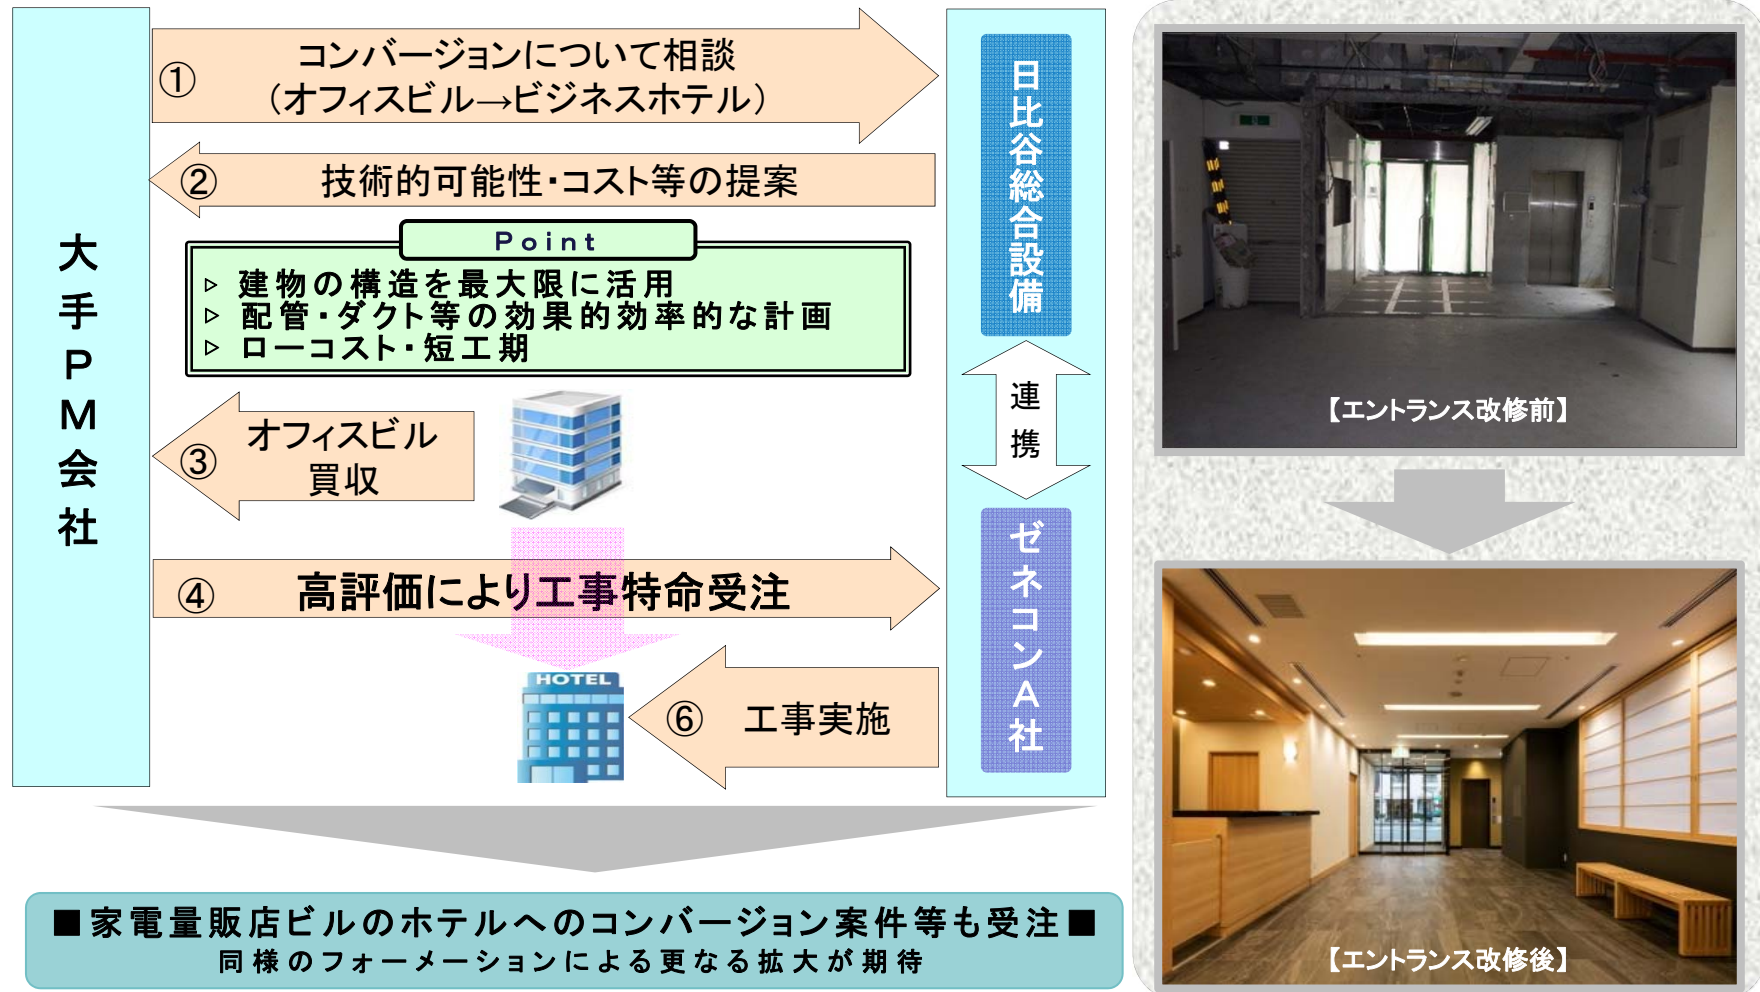 大手PM会社
① コンバージョンについて相談
（オフィスビル→ビジネスホテル）
② 技術的可能性・コスト等の提案
Point
▷ 建物の構造を最大限に活用
▷ 配管・ダクト等の効果的効率的な計画
▷ ローコスト・短工期
③ オフィスビル
買収
④ 高評価により工事特命受注
HOTEL
⑥ 工事実施
日比谷総合設備
連携
ゼネコンA社
■家電量販店ビルのホテルへのコンバージョン案件等も受注■
同様のフォーメーションによる更なる拡大が期待
【エントランス改修前】
【エントランス改修後】